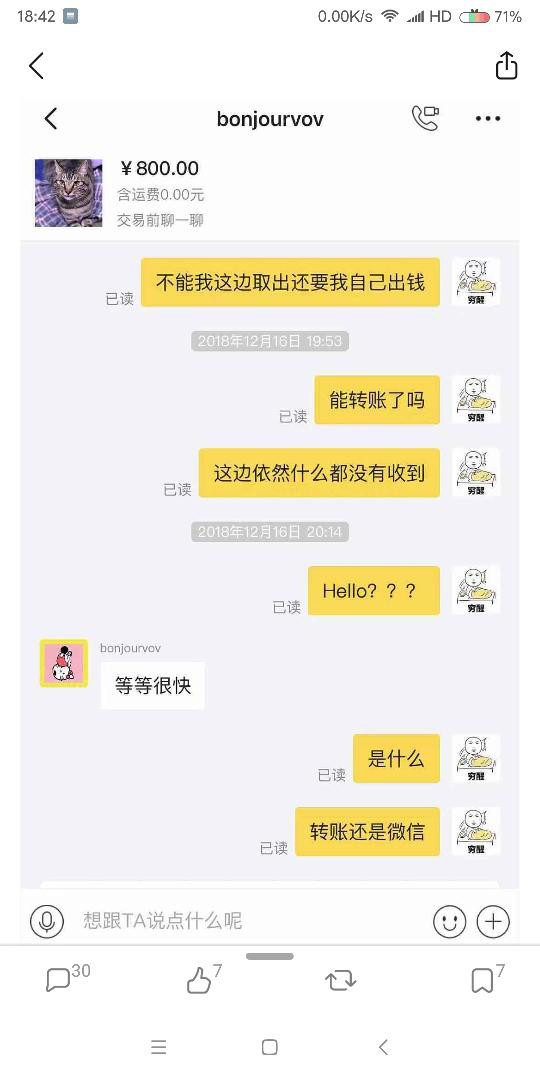 18:42
0.00K/s HD 71%
bonjourvov
￥800.00
含运费0.00元
交易前聊一聊
不能我这边取出还要我自己出钱
已读
穷醒
2018年12月16日 19:53
能转账了吗
已读
穷醒
这边依然什么都没有收到
已读
穷醒
2018年12月16日 20:14
Hello？？？
已读
穷醒
bonjourvov
等等很快
是什么
已读
穷醒
转账还是微信
已读
穷醒
想跟TA说点什么呢
30 7 7